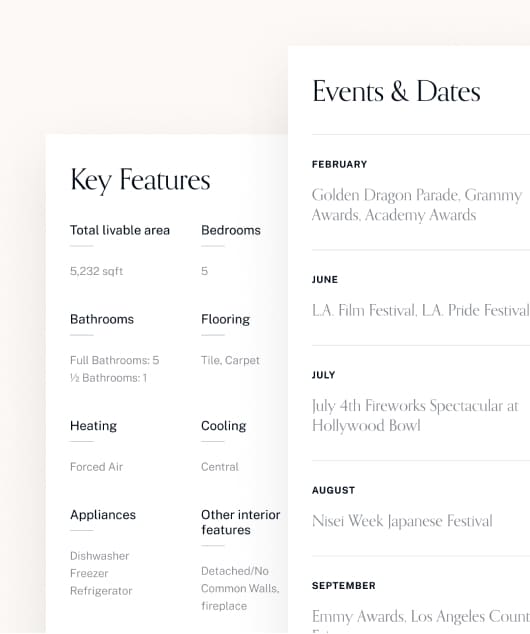 Events & Dates
FEBRUARY
Golden Dragon Parade, Grammy
Awards, Academy Awards
JUNE
L.A. Film Festival, L.A. Pride Festival
JULY
July 4th Fireworks Spectacular at
Hollywood Bowl
AUGUST
Nisei Week Japanese Festival
SEPTEMBER
Emmy Awards, Los Angeles Count
Key Features
Total livable area
5,232 sqft
Bedrooms
5
Bathrooms
Full Bathrooms: 5
½ Bathrooms: 1
Flooring
Tile, Carpet
Heating
Forced Air
Cooling
Central
Appliances
Dishwasher
Freezer
Refrigerator
Other interior
features
Detached/No
Common Walls,
fireplace